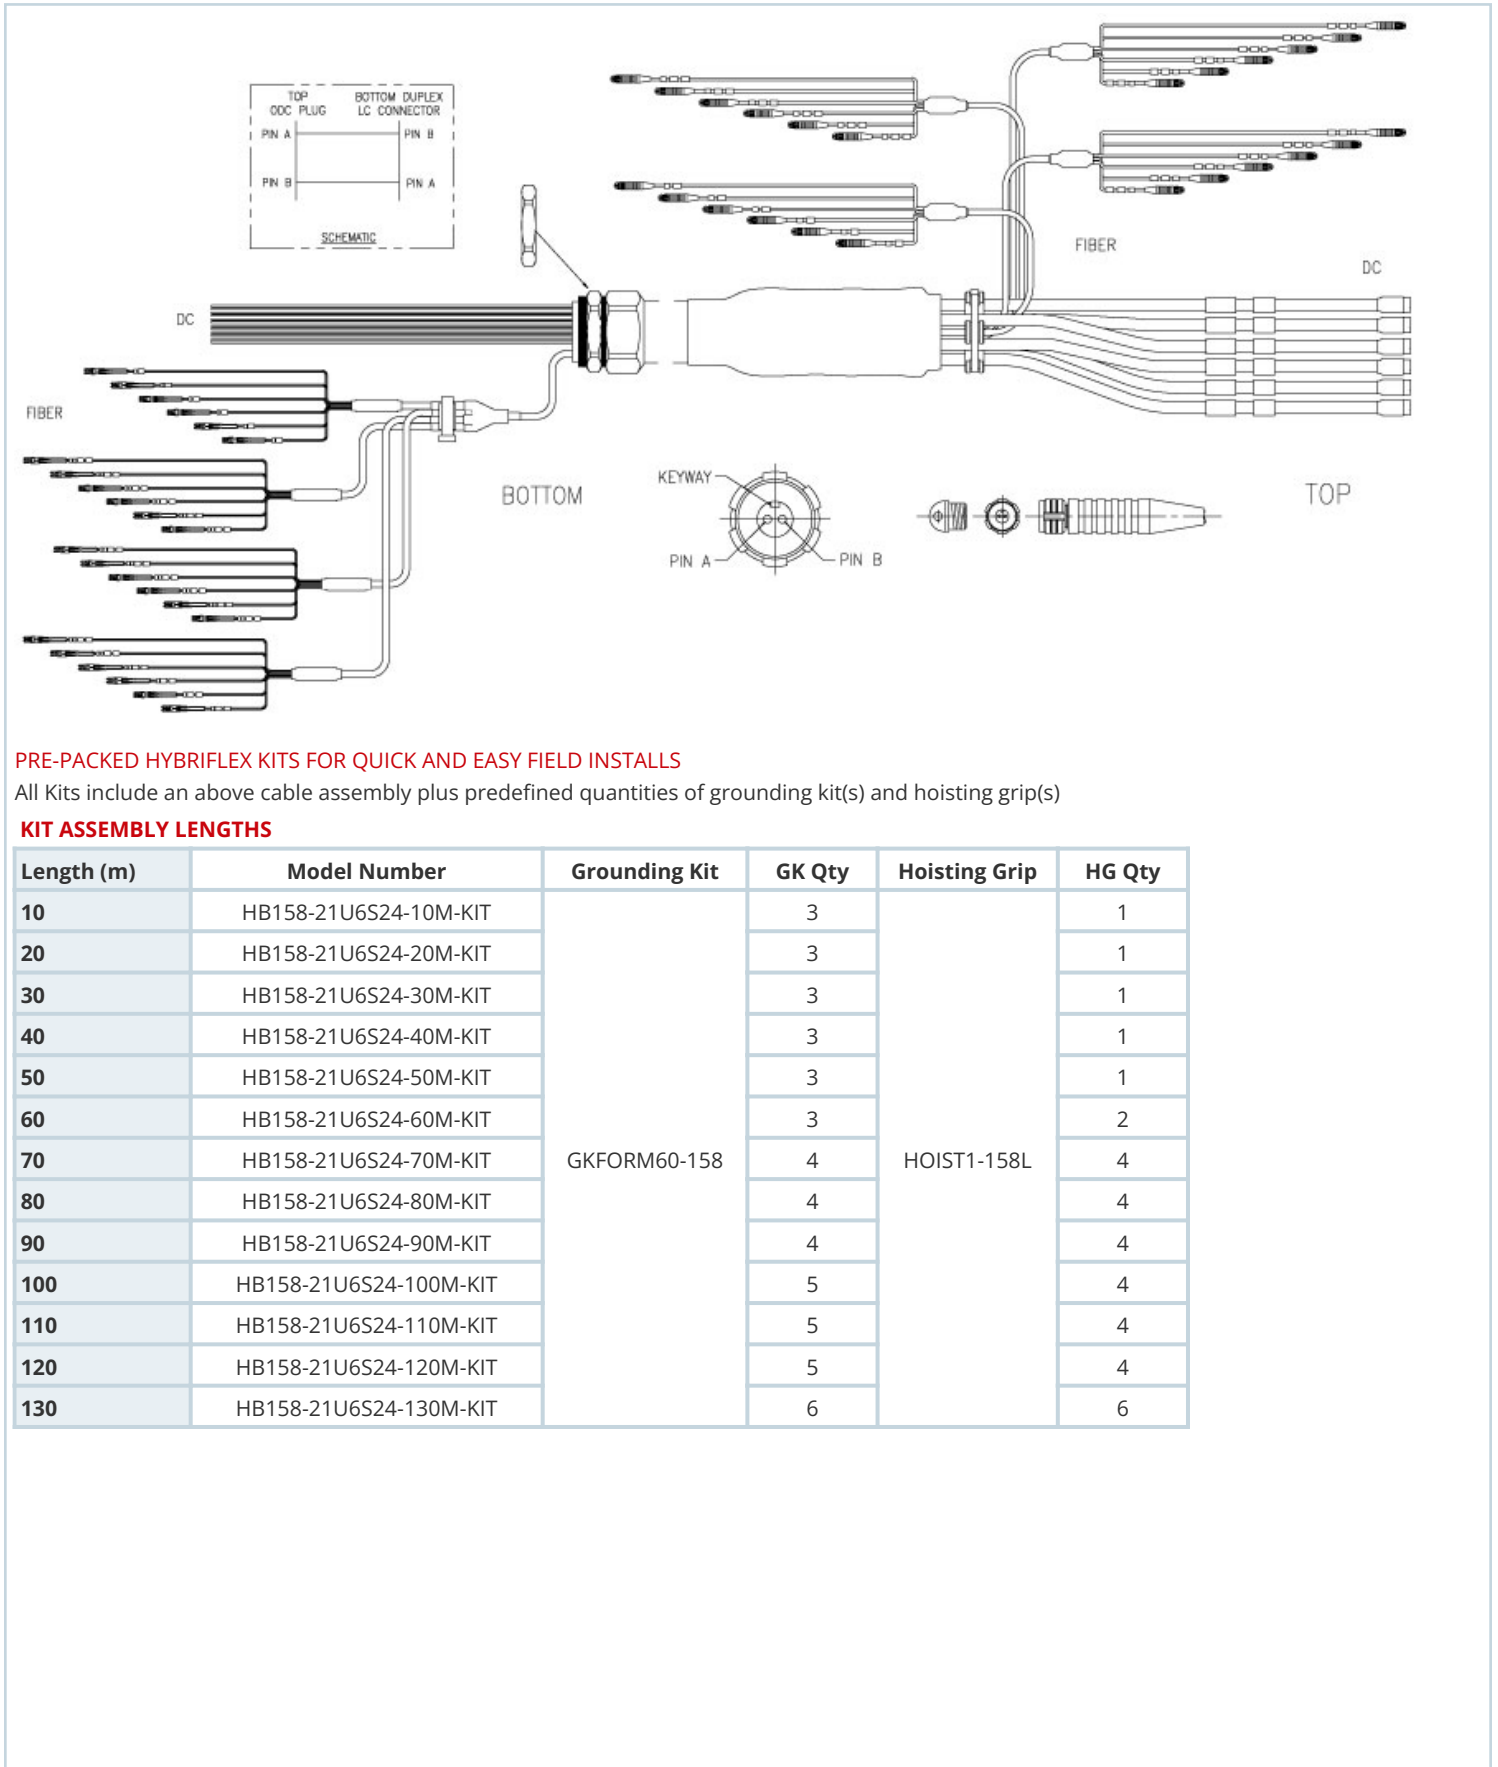 TOP
ODC PLUG
BOTTOM DUPLEX
LC CONNECTOR
PIN A
PIN B
PIN B
PIN A
SCHEMATIC
FIBER
DC
DC
FIBER
BOTTOM
KEYWAY
PIN A
PIN B
TOP
PRE-PACKED HYBRIFLEX KITS FOR QUICK AND EASY FIELD INSTALLS
All Kits include an above cable assembly plus predefined quantities of grounding kit(s) and hoisting grip(s)
KIT ASSEMBLY LENGTHS
Length (m) Model Number Grounding Kit GK Qty Hoisting Grip HG Qty
10 HB158-21U6S24-10M-KIT 3 1
20 HB158-21U6S24-20M-KIT 3 1
30 HB158-21U6S24-30M-KIT 3 1
40 HB158-21U6S24-40M-KIT 3 1
50 HB158-21U6S24-50M-KIT 3 1
60 HB158-21U6S24-60M-KIT 3 2
70 HB158-21U6S24-70M-KIT GKFORM60-158 4 HOIST1-158L 4
80 HB158-21U6S24-80M-KIT 4 4
90 HB158-21U6S24-90M-KIT 4 4
100 HB158-21U6S24-100M-KIT 5 4
110 HB158-21U6S24-110M-KIT 5 4
120 HB158-21U6S24-120M-KIT 5 4
130 HB158-21U6S24-130M-KIT 6 6